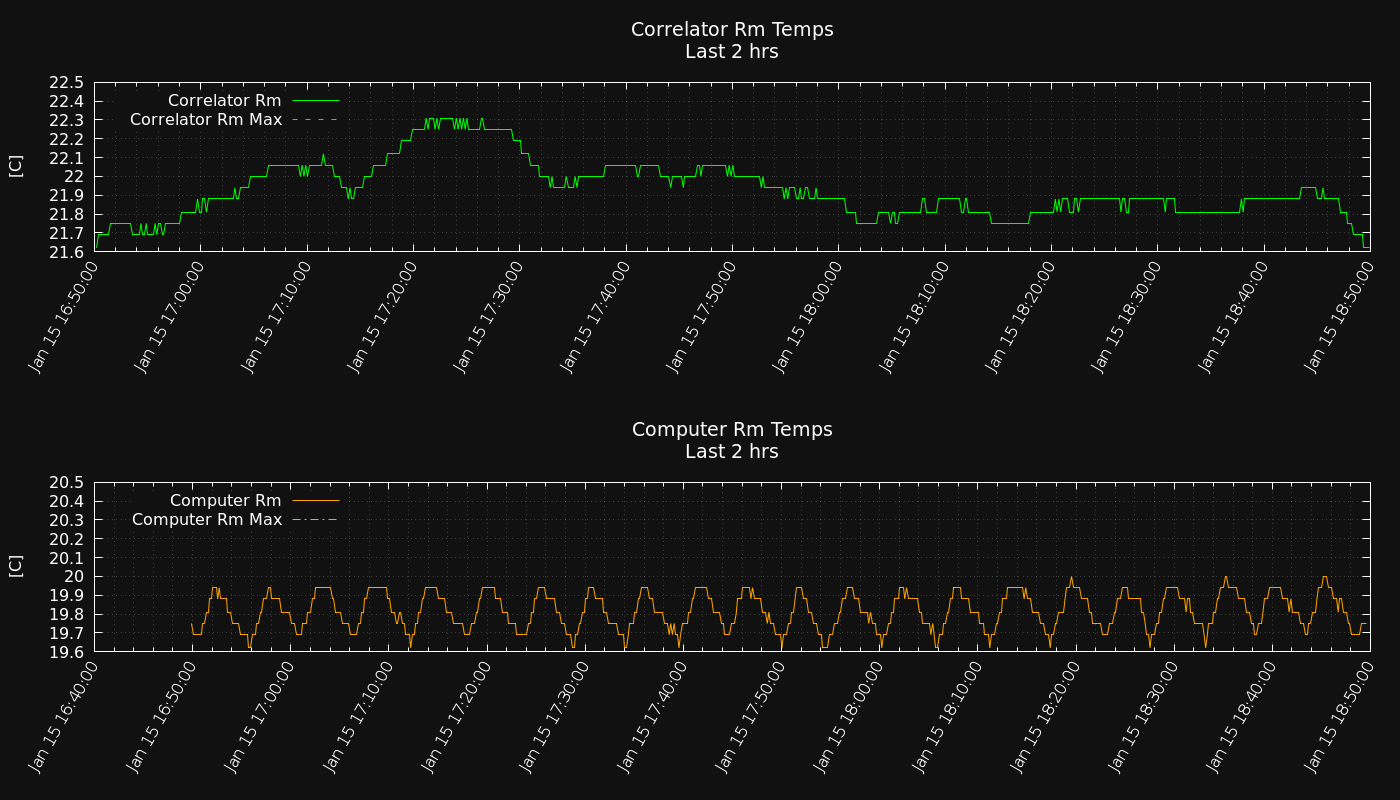 Correlator Rm Temps
Last 2 hrs
22.5
22.4
22.3
22.2
22.1
22
21.9
21.8
21.7
21.6
[C]
Correlator Rm
Correlator Rm Max
Jan 15 16:50:00
Jan 15 17:00:00
Jan 15 17:10:00
Jan 15 17:20:00
Jan 15 17:30:00
Jan 15 17:40:00
Jan 15 17:50:00
Jan 15 18:00:00
Jan 15 18:10:00
Jan 15 18:20:00
Jan 15 18:30:00
Jan 15 18:40:00
Jan 15 18:50:00
Computer Rm Temps
Last 2 hrs
20.5
20.4
20.3
20.2
20.1
20
19.9
19.8
19.7
19.6
[C]
Computer Rm
Computer Rm Max
Jan 15 16:40:00
Jan 15 16:50:00
Jan 15 17:00:00
Jan 15 17:10:00
Jan 15 17:20:00
Jan 15 17:30:00
Jan 15 17:40:00
Jan 15 17:50:00
Jan 15 18:00:00
Jan 15 18:10:00
Jan 15 18:20:00
Jan 15 18:30:00
Jan 15 18:40:00
Jan 15 18:50:00